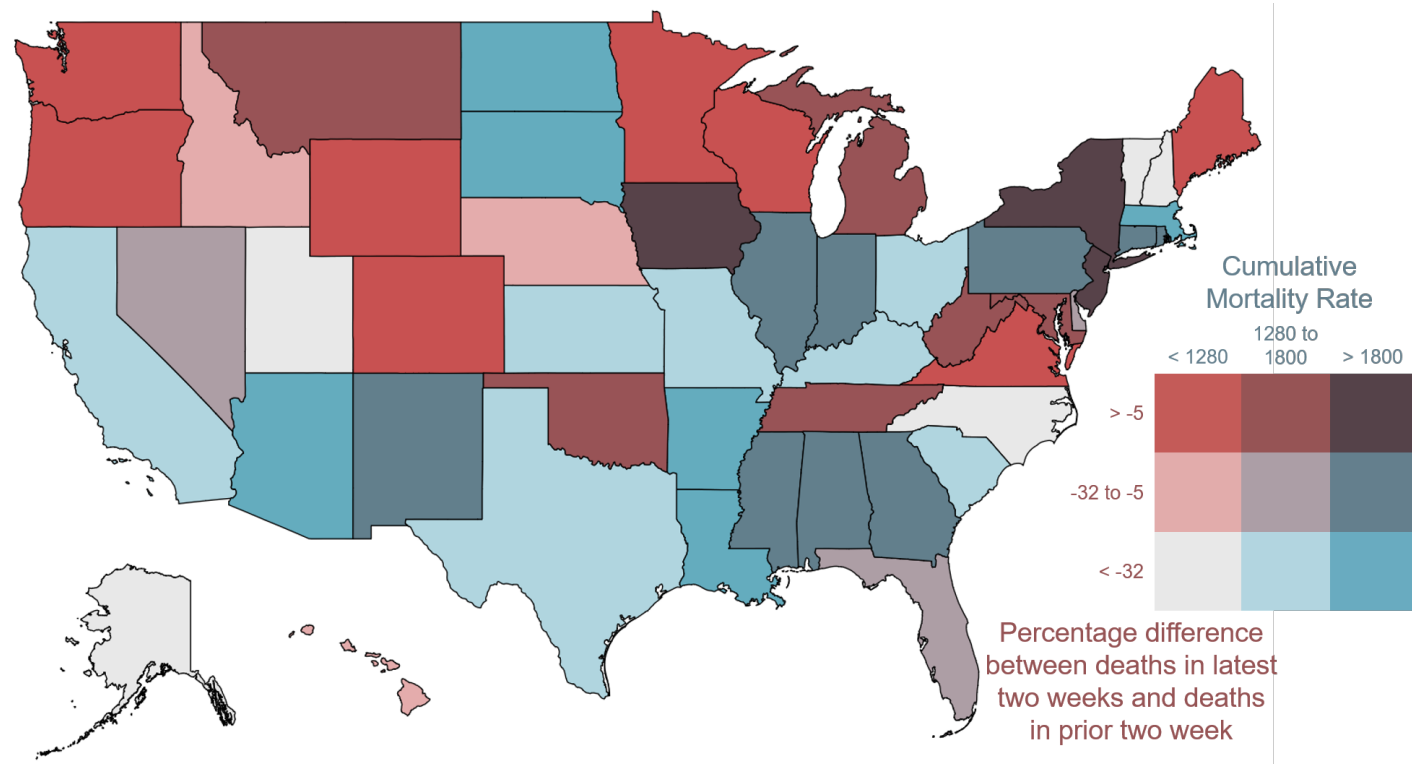 Cumulative
Mortality Rate
1280 to
< 1280 1800 > 1800
> -5
-32 to -5
< -32
Percentage difference
between deaths in latest
two weeks and deaths
in prior two week